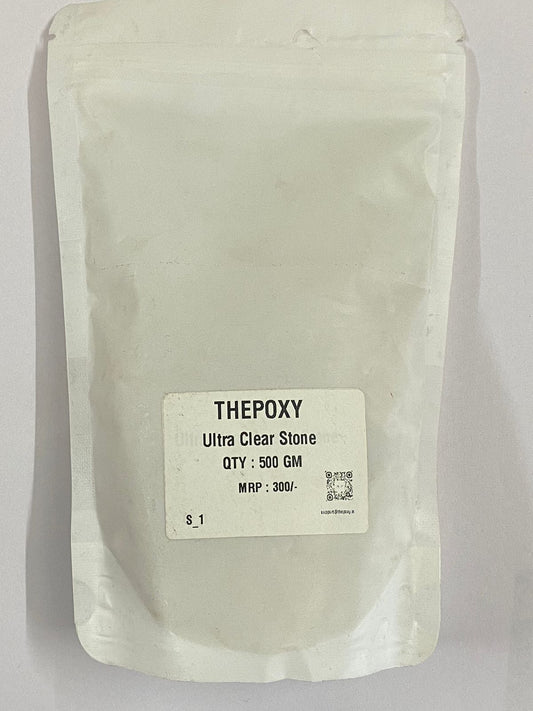 THEPOXY
Ultra Clear Stone
QTY : 500 GM
MRP : 300/-
S_1